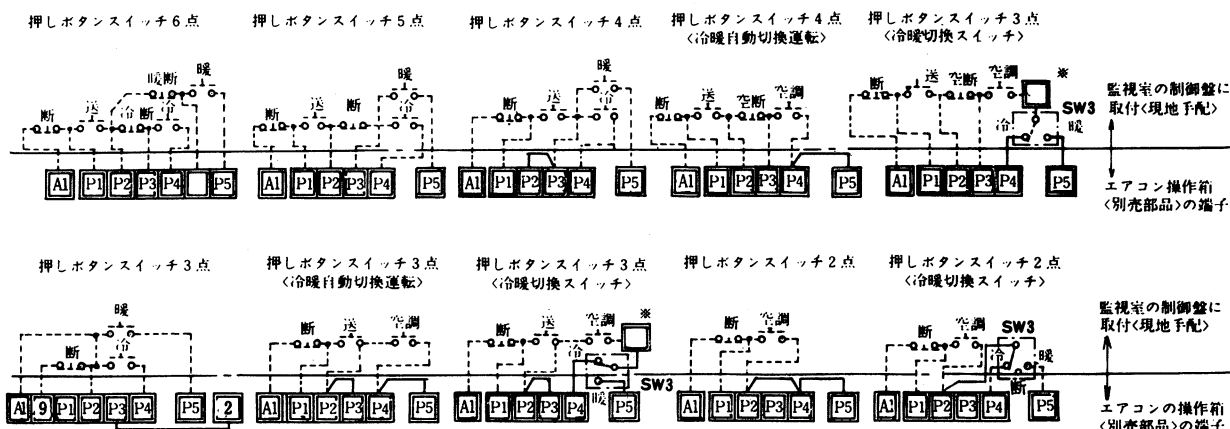 押しボタンスイッチ6点
押しボタンスイッチ5点
押しボタンスイッチ4点
押しボタンスイッチ4点
〈冷暖自動切換運転〉
押しボタンスイッチ3点
〈冷暖切換スイッチ〉
暖断 暖
断 送 冷断 冷
暖
断 送 断 冷
暖
断 送 冷
断 送 空断 空調
断 送 空断 空調 ※
SW3
冷 暖
監視室の制御盤に
取付〈現地手配〉
A1 P1 P2 P3 P4 P5
A1 P1 P2 P3 P4 P5
A1 P1 P2 P3 P4 P5
A1 P1 P2 P3 P4 P5
A1 P1 P2 P3 P4 P5
エアコン操作箱
〈別売部品〉の端子
押しボタンスイッチ3点
押しボタンスイッチ3点
〈冷暖自動切換運転〉
押しボタンスイッチ3点
〈冷暖切換スイッチ〉
押しボタンスイッチ2点
押しボタンスイッチ2点
〈冷暖切換スイッチ〉
暖
断 冷
断 送 空調
断 送 空調 ※
冷
SW3
暖
断 空調
断 空調 SW3
冷 暖
断
監視室の制御盤に
取付〈現地手配〉
A1 9 P1 P2 P3 P4 P5 2
A1 P1 P2 P3 P4 P5
A1 P1 P2 P3 P4 P5
A1 P1 P2 P3 P4 P5
A1 P1 P2 P3 P4 P5
エアコンの操作箱
〈別売部品〉の端子